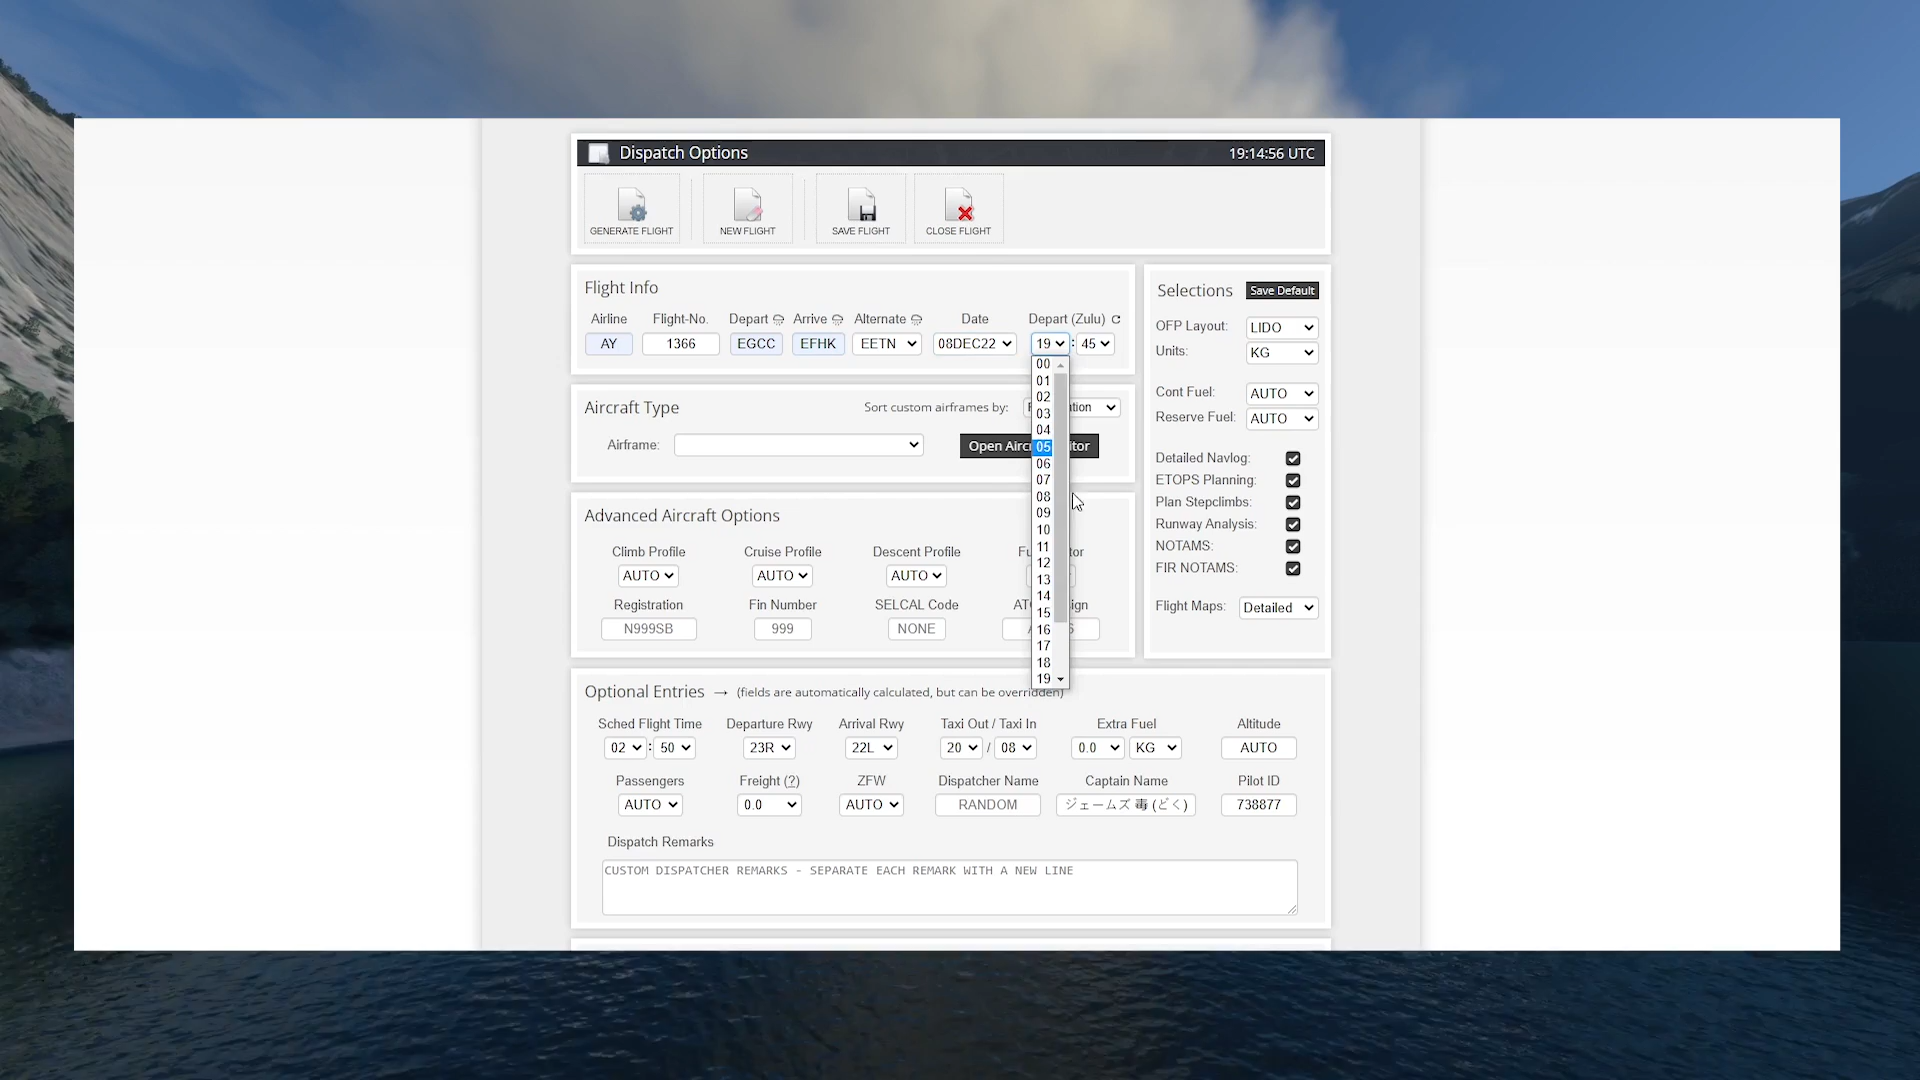 Dispatch Options 19:14:56 UTC
GENERATE FLIGHT NEW FLIGHT SAVE FLIGHT CLOSE FLIGHT
Flight Info
Airline Flight-No. Depart Arrive Alternate Date Depart (Zulu)
AY 1366 EGCC EFHK EETN 08DEC22 19 : 45
00
01
02
03
04
05
06
07
08
09
10
11
12
13
14
15
16
17
18
19
Aircraft Type Sort custom airframes by:
Airframe: Open
Advanced Aircraft Options
Climb Profile Cruise Profile Descent Profile
AUTO AUTO AUTO
Registration Fin Number SELCAL Code
N999SB 999 NONE
Selections Save Default
OFP Layout: LIDO
Units: KG
Cont Fuel: AUTO
Reserve Fuel: AUTO
Detailed Navlog:
ETOPS Planning:
Plan Stepclimbs:
Runway Analysis:
NOTAMS:
FIR NOTAMS:
Flight Maps: Detailed
Optional Entries → (fields are automatically calculated, but can be overridden)
Sched Flight Time Departure Rwy Arrival Rwy Taxi Out / Taxi In Extra Fuel Altitude
02 : 50 23R 22L 20 / 08 0.0 KG AUTO
Passengers Freight (?) ZFW Dispatcher Name Captain Name Pilot ID
AUTO 0.0 AUTO RANDOM ジェームズ 毒 (どく) 738877
Dispatch Remarks
CUSTOM DISPATCHER REMARKS - SEPARATE EACH REMARK WITH A NEW LINE